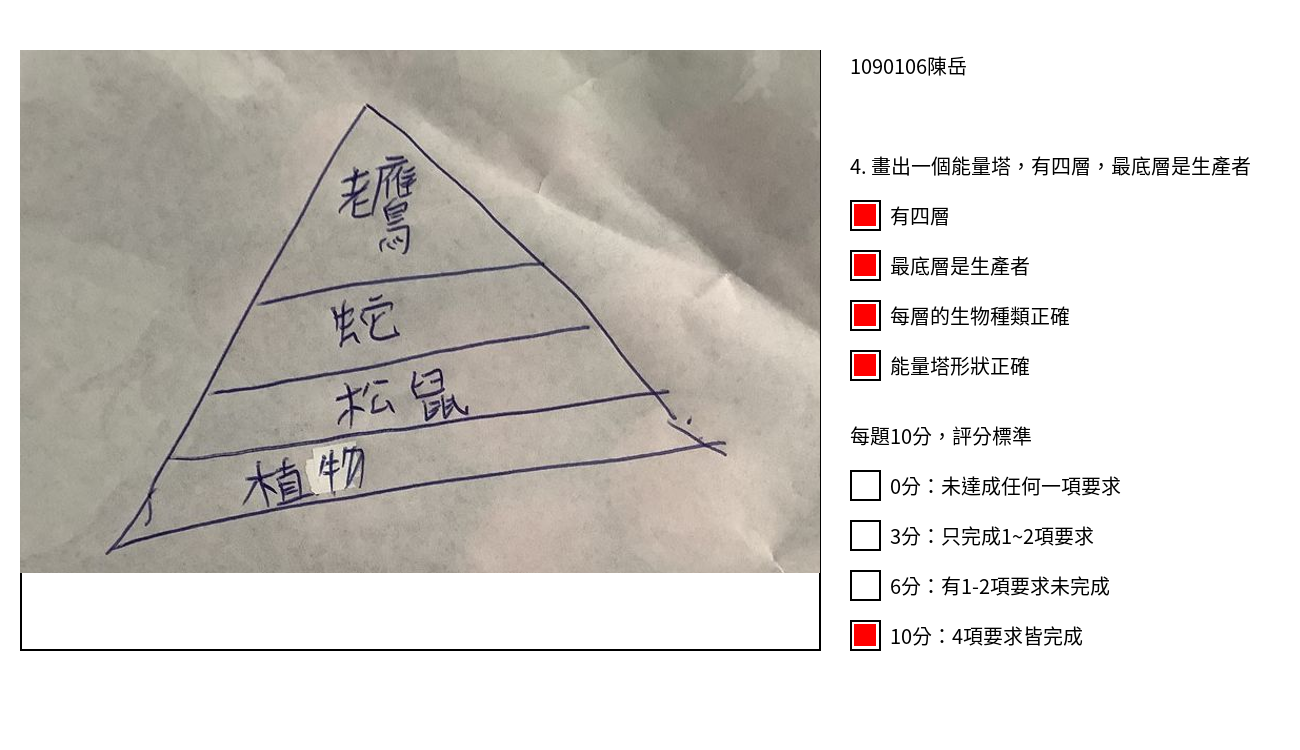 老鷹
蛇
松鼠
植物
1090106陳岳
4. 畫出一個能量塔，有四層，最底層是生產者
有四層
最底層是生產者
每層的生物種類正確
能量塔形狀正確
每題10分，評分標準
0分：未達成任何一項要求
3分：只完成1~2項要求
6分：有1-2項要求未完成
10分：4項要求皆完成